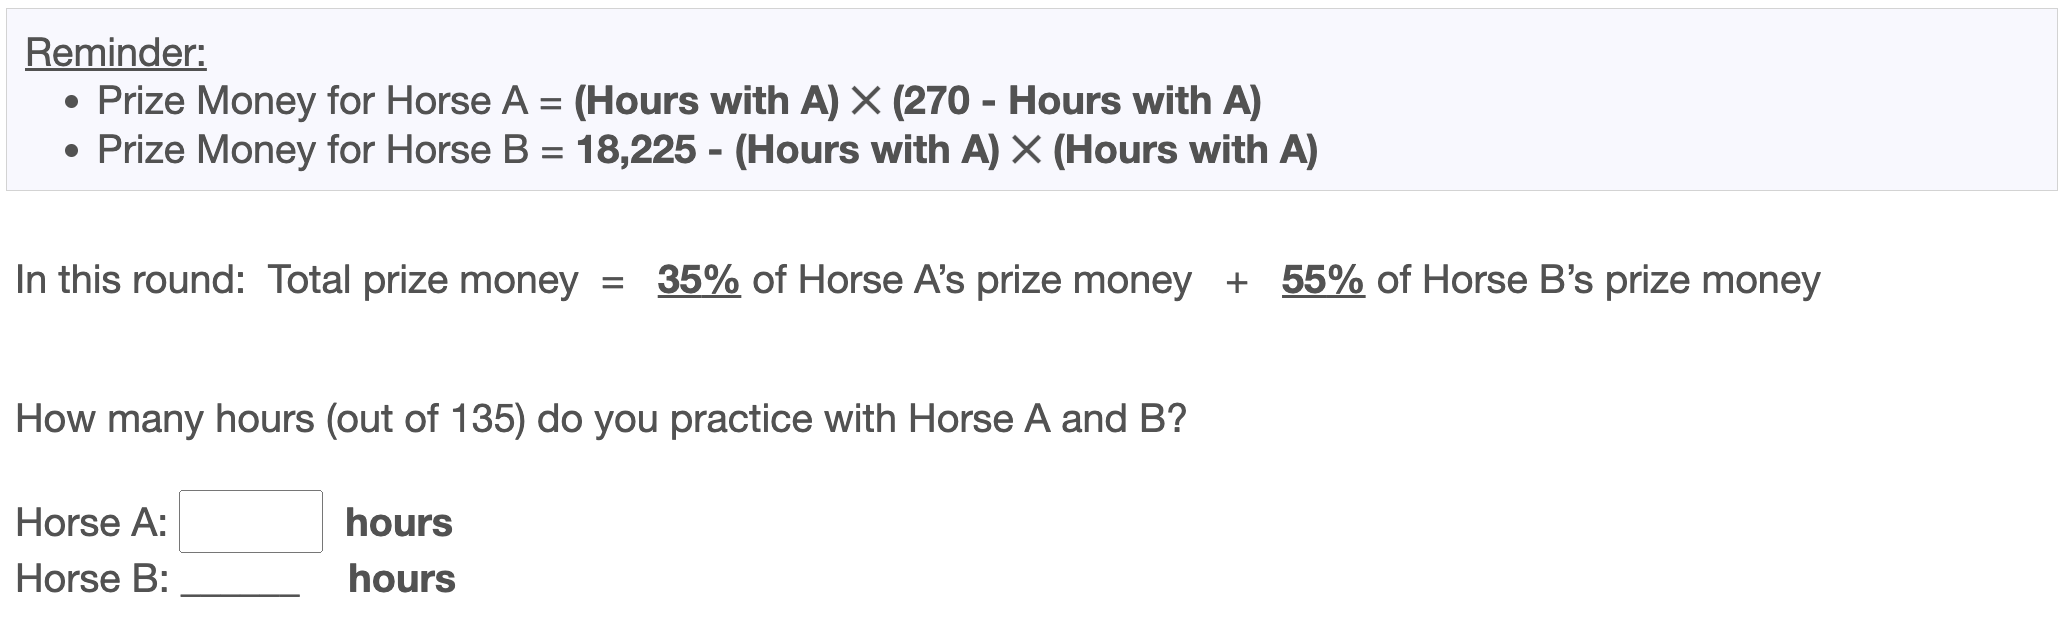 Reminder:
• Prize Money for Horse A = (Hours with A) × (270 - Hours with A)
• Prize Money for Horse B = 18,225 - (Hours with A) × (Hours with A)
In this round: Total prize money = 35% of Horse A’s prize money + 55% of Horse B’s prize money
How many hours (out of 135) do you practice with Horse A and B?
Horse A: hours
Horse B: ______ hours